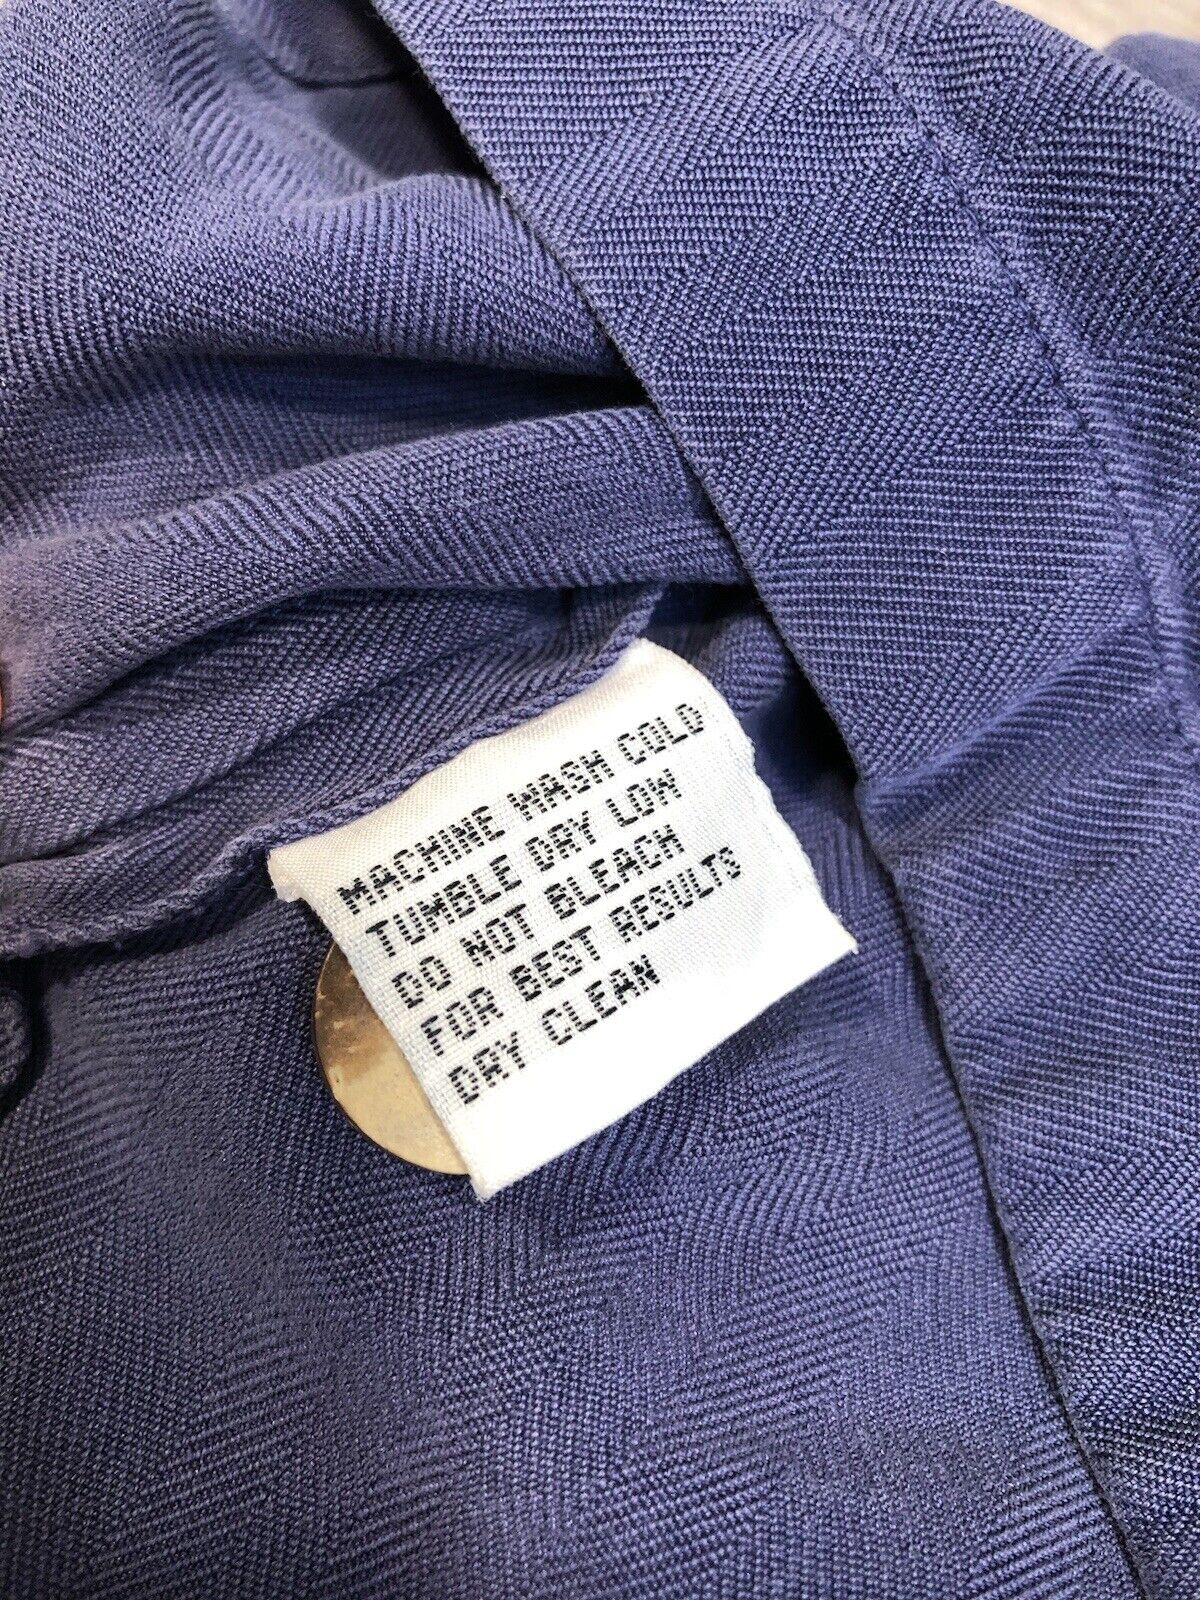 MACHINE WASH COLD
TUMBLE DRY LOW
DO NOT BLEACH
FOR BEST RESULTS
DRY CLEAN